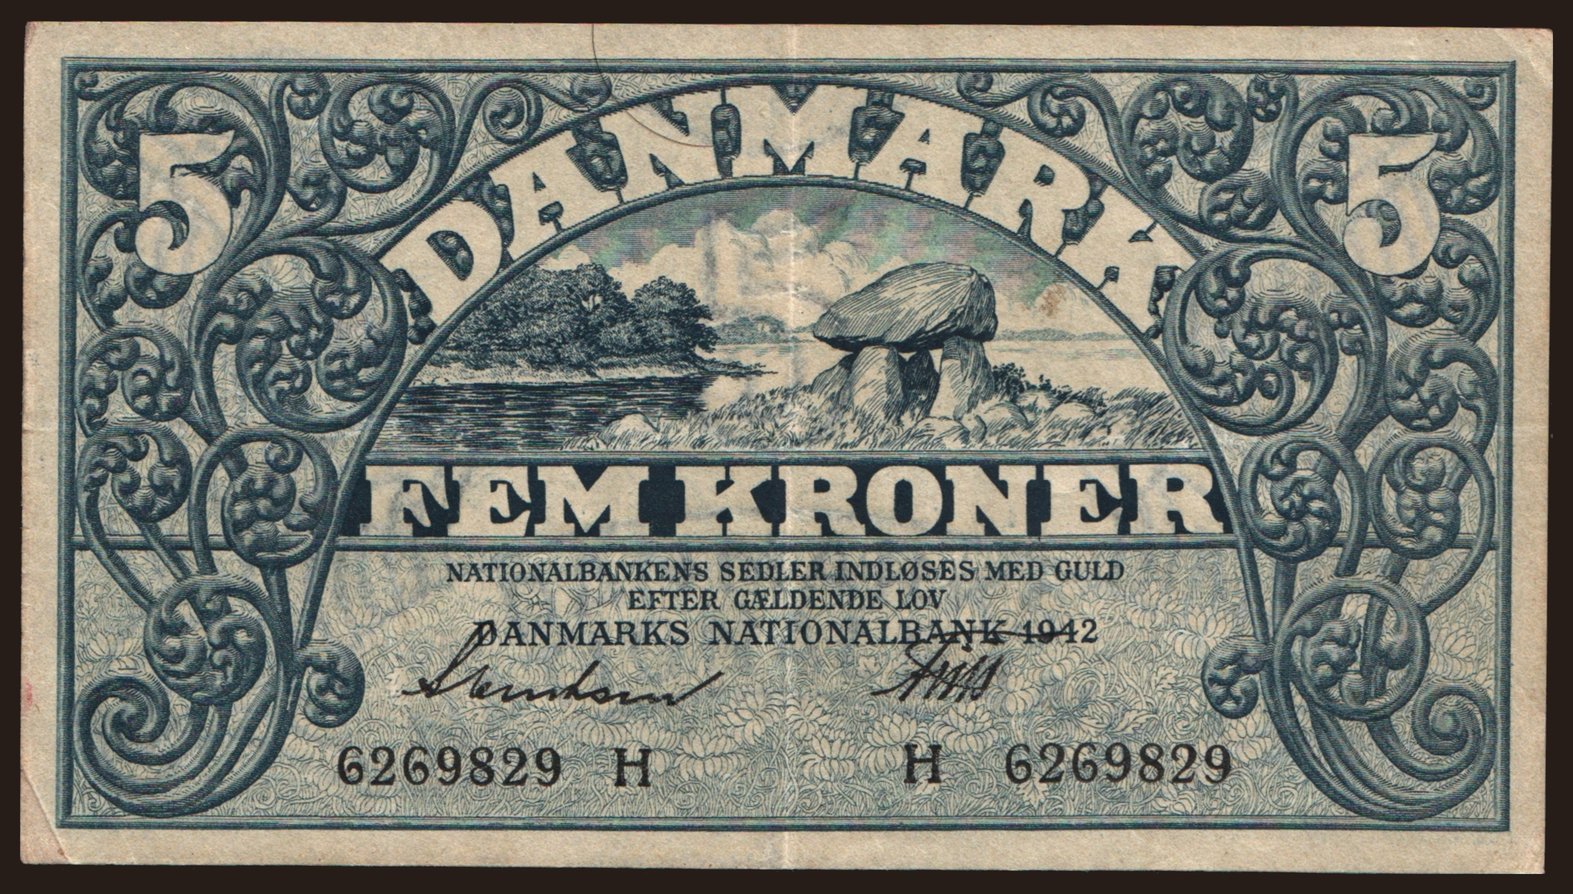 5 5
DANMARK
FEM KRONER
NATIONALBANKENS SEDLER INDLØSES MED GULD
EFTER GÆLDENDE LOV
DANMARKS NATIONALBANK 1942
6269829 H H 6269829